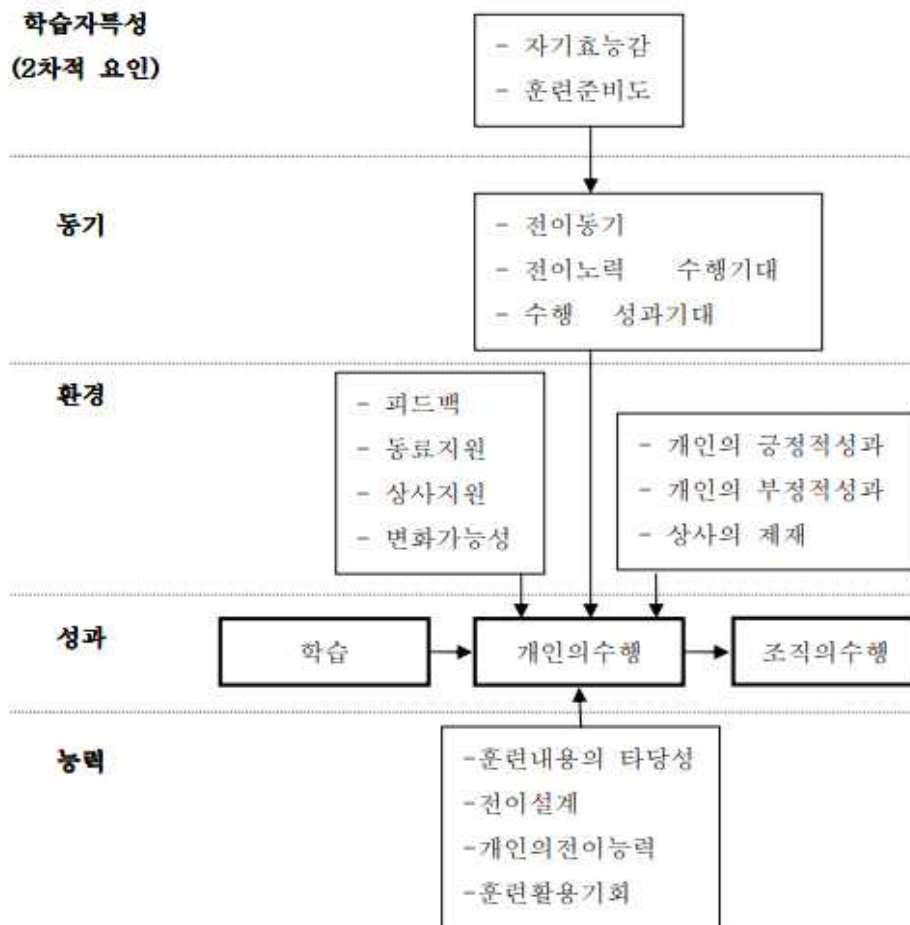 학습자특성
(2차적 요인)
- 자기효능감
- 훈련준비도
동기
- 전이동기
- 전이노력 수행기대
- 수행 성과기대
환경
- 피드백
- 동료지원
- 상사지원
- 변화가능성
- 개인의 긍정적성과
- 개인의 부정적성과
- 상사의 제재
성과
학습
개인의수행
조직의수행
능력
-훈련내용의 타당성
-전이설계
-개인의전이능력
-훈련활용기회